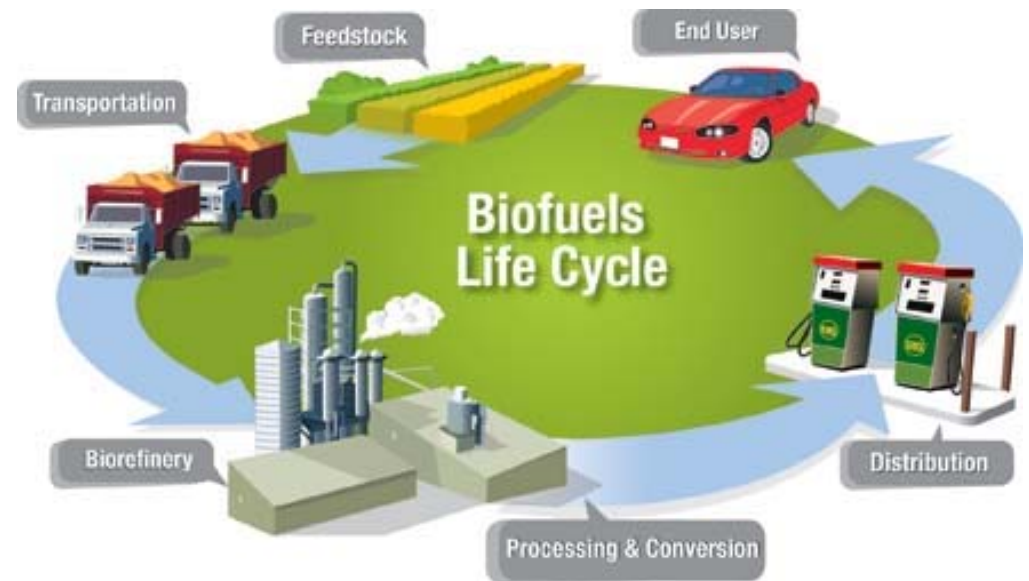 Feedstock
End User
Transportation
Biofuels
Life Cycle
Biorefinery
Distribution
Processing & Conversion